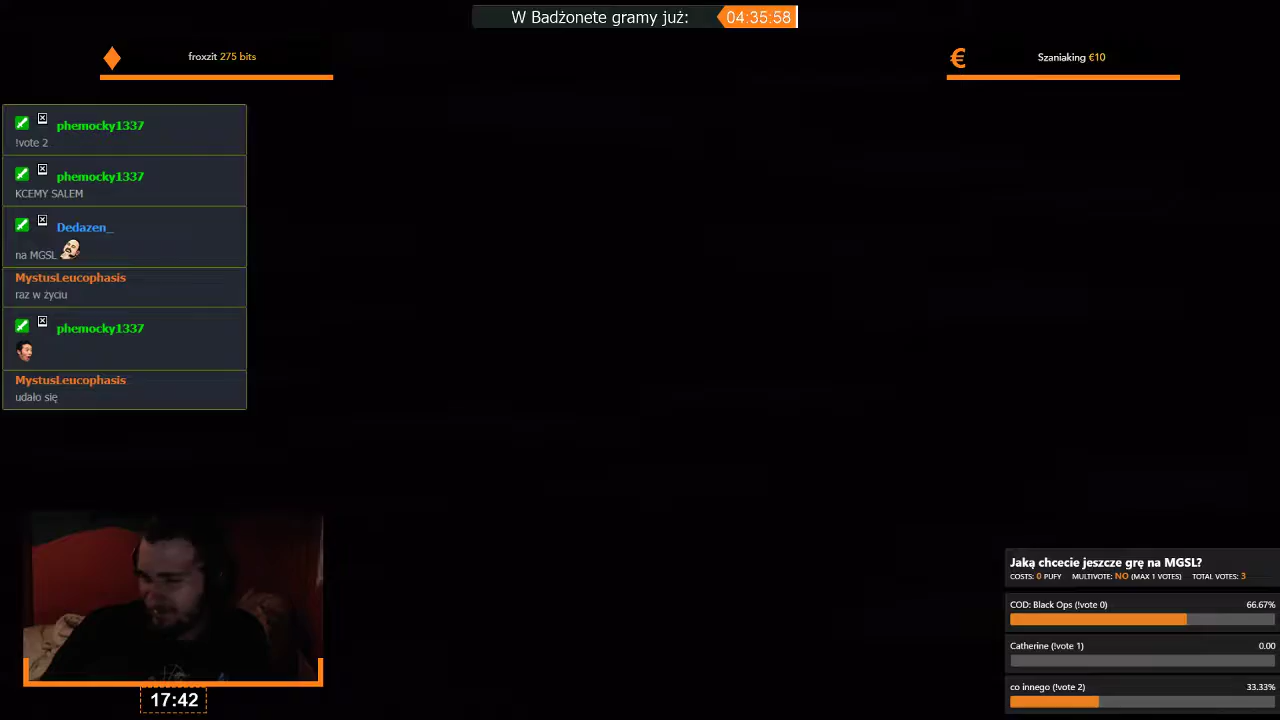 W Badżonete gramy już: 04:35:58
froxzit 275 bits
€ Szaniaking €10
phemocky1337
!vote 2
phemocky1337
KCEMY SALEM
Dedazen_
na MGSL
MystusLeucophasis
raz w życiu
phemocky1337
MystusLeucophasis
udało się
17:42
Jaką chcecie jeszcze grę na MGSL?
COSTS: 0 PUFY MULTIVOTE: NO (MAX 1 VOTES) TOTAL VOTES: 3
COD: Black Ops (!vote 0) 66.67%
Catherine (!vote 1) 0.00
co innego (!vote 2) 33.33%